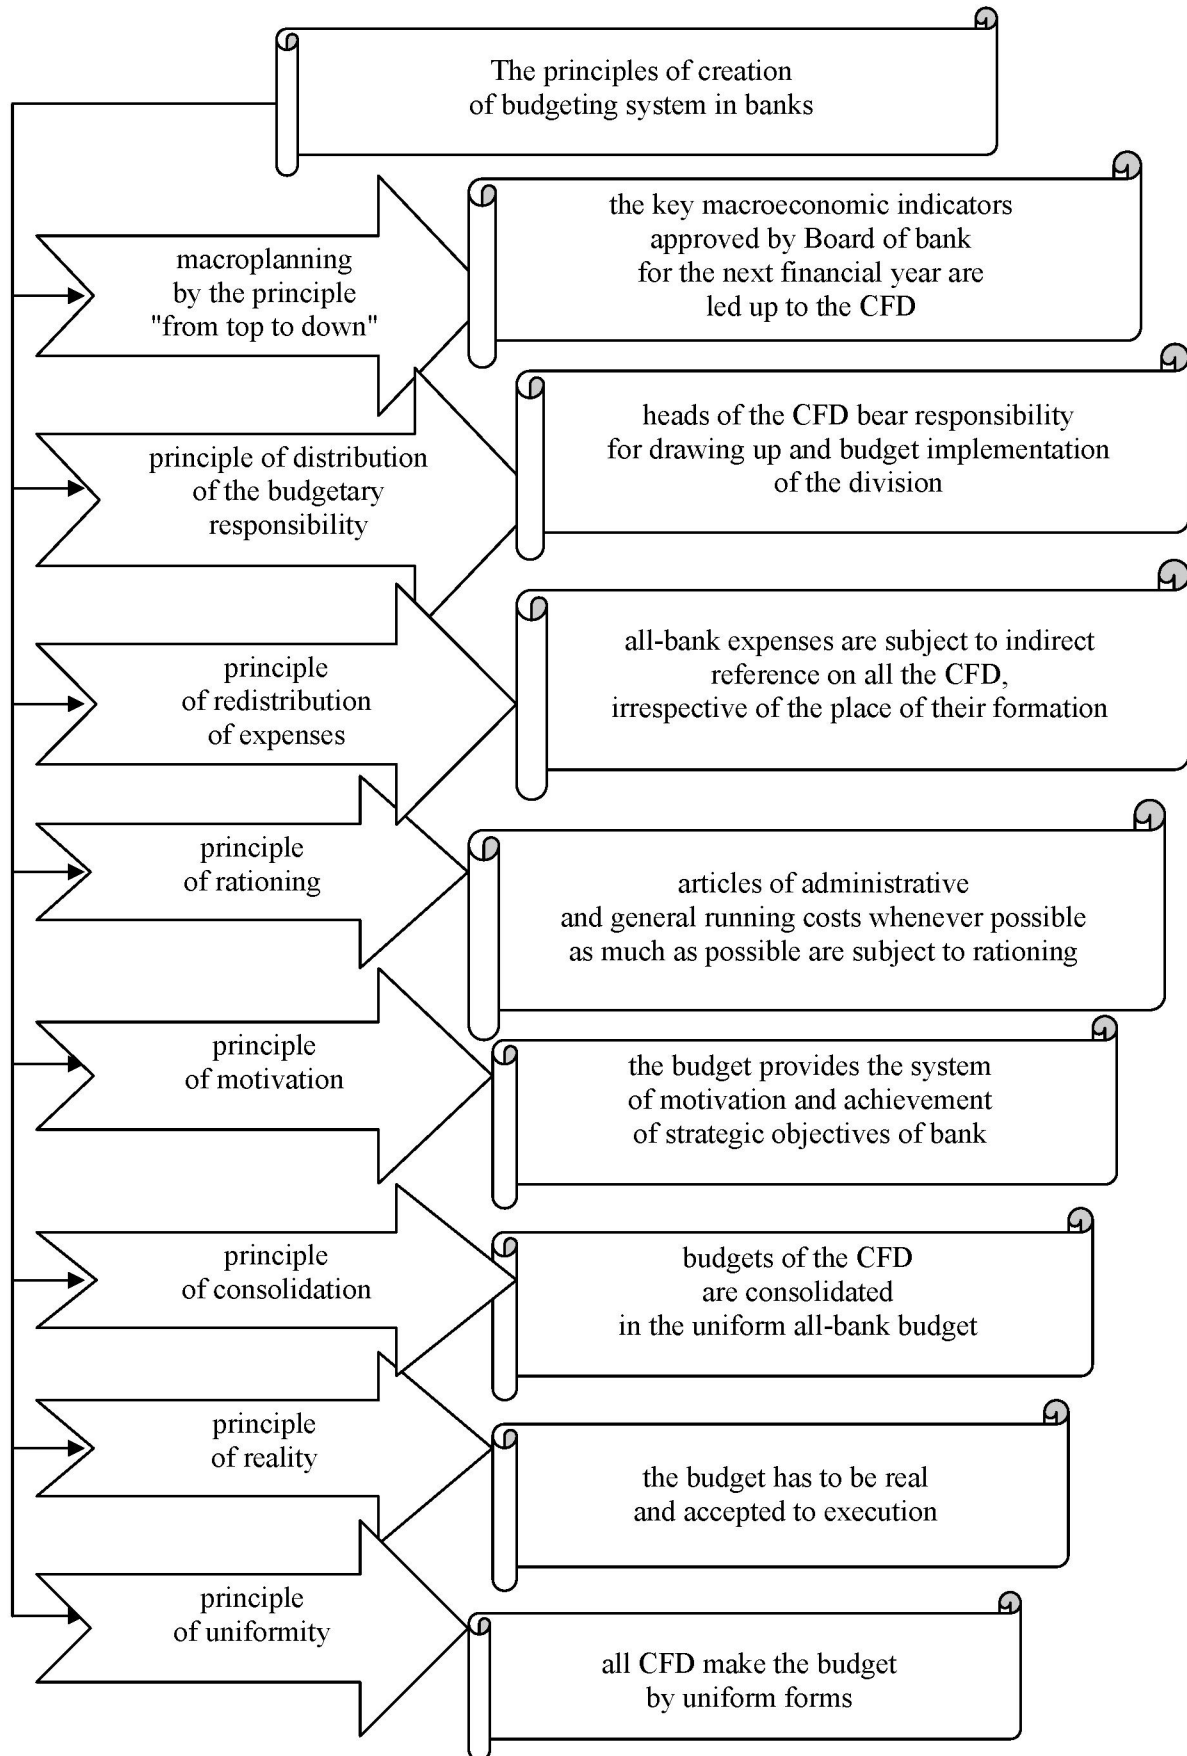 The principles of creation
of budgeting system in banks
macroplanning
by the principle
"from top to down"
the key macroeconomic indicators
approved by Board of bank
for the next financial year are
led up to the CFD
principle of distribution
of the budgetary
responsibility
heads of the CFD bear responsibility
for drawing up and budget implementation
of the division
principle
of redistribution
of expenses
all-bank expenses are subject to indirect
reference on all the CFD,
irrespective of the place of their formation
principle
of rationing
articles of administrative
and general running costs whenever possible
as much as possible are subject to rationing
principle
of motivation
the budget provides the system
of motivation and achievement
of strategic objectives of bank
principle
of consolidation
budgets of the CFD
are consolidated
in the uniform all-bank budget
principle
of reality
the budget has to be real
and accepted to execution
principle
of uniformity
all CFD make the budget
by uniform forms